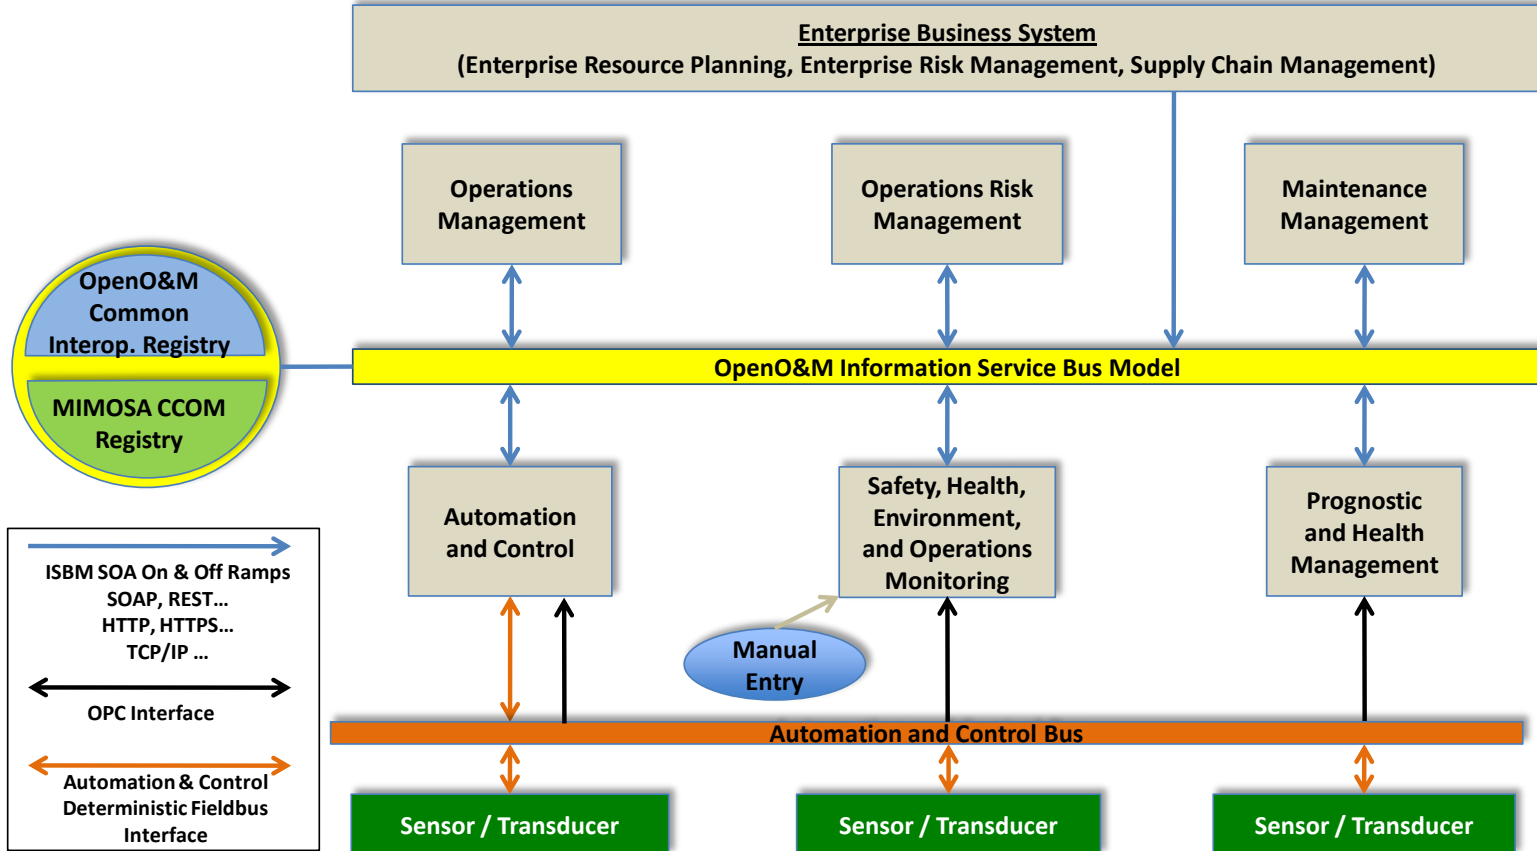 Enterprise Business System
(Enterprise Resource Planning, Enterprise Risk Management, Supply Chain Management)
Operations
Management
Operations Risk
Management
Maintenance
Management
OpenO&M
Common
Interop. Registry
MIMOSA CCOM
Registry
OpenO&M Information Service Bus Model
Automation
and Control
Safety, Health,
Environment,
and Operations
Monitoring
Prognostic
and Health
Management
Manual
Entry
ISBM SOA On & Off Ramps
SOAP, REST...
HTTP, HTTPS...
TCP/IP ...
OPC Interface
Automation & Control
Deterministic Fieldbus
Interface
Automation and Control Bus
Sensor / Transducer
Sensor / Transducer
Sensor / Transducer